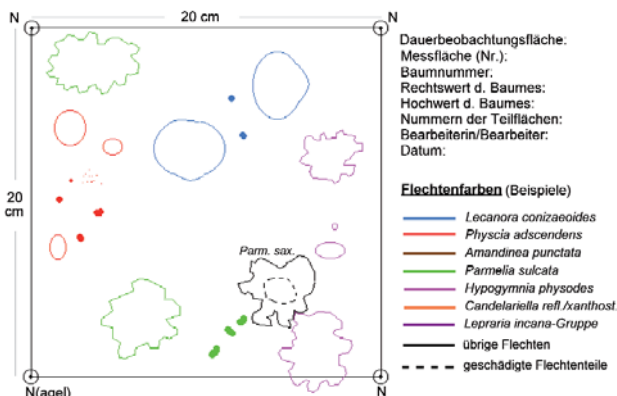 N 20 cm N
20
cm
Parm. sax.
N(agel) N
Dauerbeobachtungsfläche:
Messfläche (Nr.):
Baumnummer:
Rechtswert d. Baumes:
Hochwert d. Baumes:
Nummern der Teilflächen:
Bearbeiterin/Bearbeiter:
Datum:
Flechtenfarben (Beispiele)
Lecanora conizaeoides
Physcia adscendens
Amandinea punctata
Parmelia sulcata
Hypogymnia physodes
Candelariella refl./xanthost.
Lepraria incana-Gruppe
übrige Flechten
geschädigte Flechtenteile